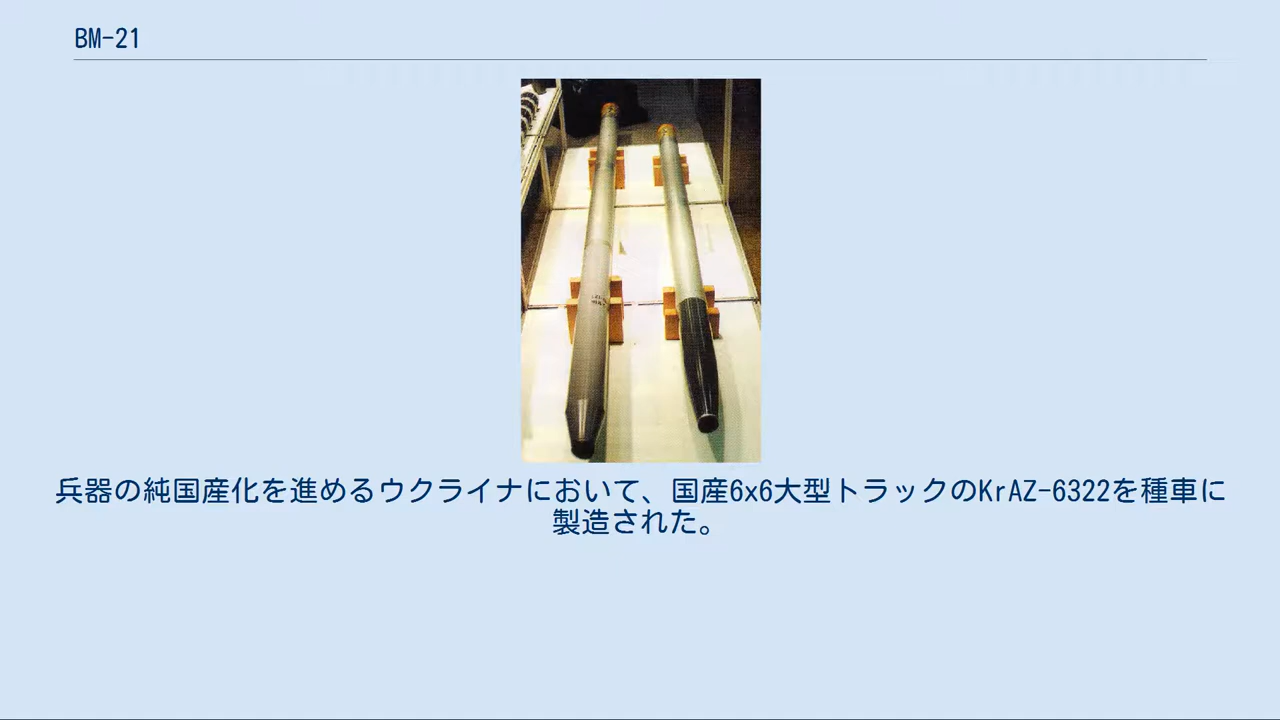 BM-21
兵器の純国産化を進めるウクライナにおいて、国産6x6大型トラックのKrAZ-6322を種車に
製造された。